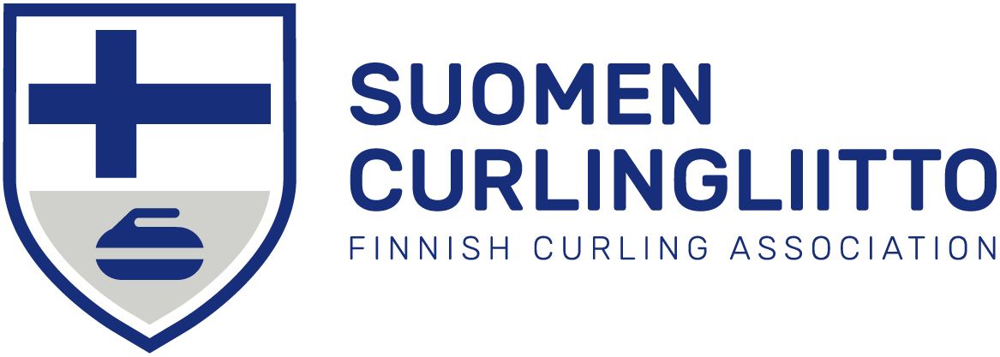 SUOMEN
CURLINGLIITTO
FINNISH CURLING ASSOCIATION